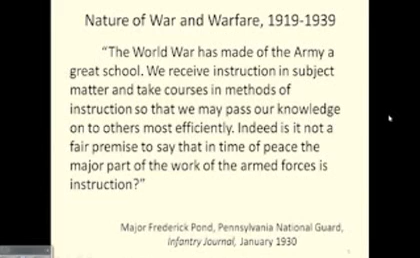 Nature of War and Warfare, 1919-1939
“The World War has made of the Army a
great school. We receive instruction in subject
matter and take courses in methods of
instruction so that we may pass our knowledge
on to others most efficiently. Indeed is it not a
fair premise to say that in time of peace the
major part of the work of the armed forces is
instruction?”
Major Frederick Pond, Pennsylvania National Guard,
Infantry Journal, January 1930